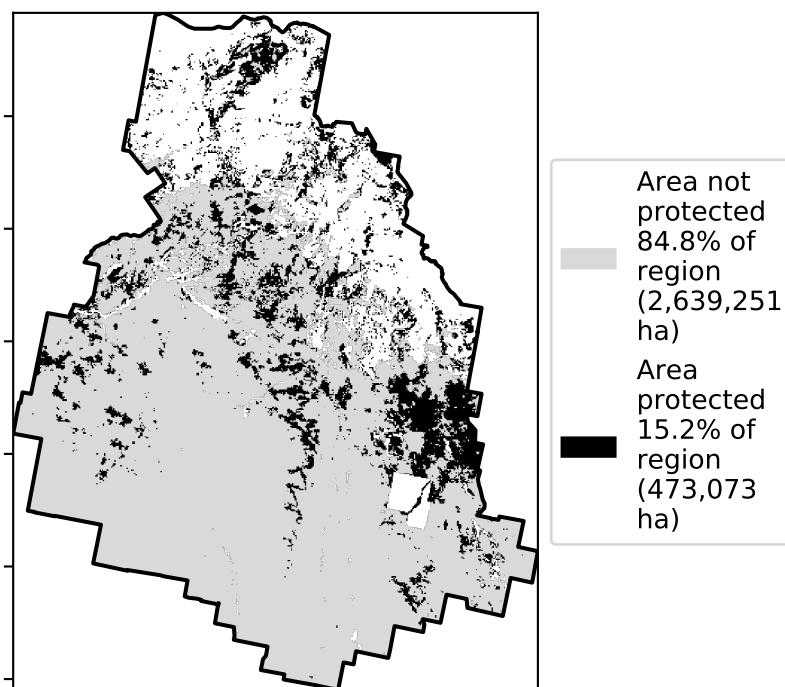 Area not
protected
84.8% of
region
(2,639,251
ha)
Area
protected
15.2% of
region
(473,073
ha)